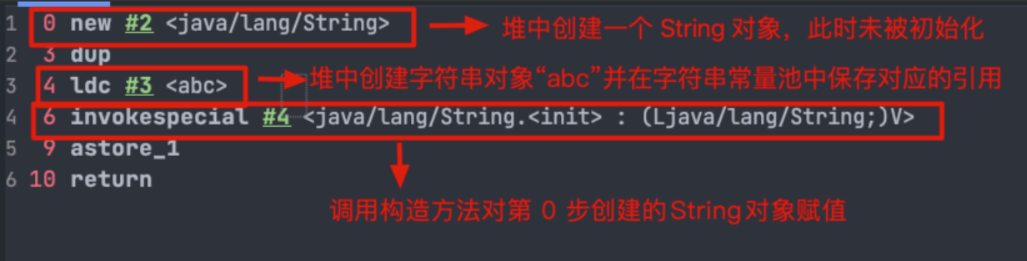 1 0 new #2 <java/lang/String> 堆中创建一个 String 对象，此时未被初始化
2 3 dup
3 4 ldc #3 <abc> 堆中创建字符串对象“abc”并在字符串常量池中保存对应的引用
4 6 invokespecial #4 <java/lang/String.<init> : (Ljava/lang/String;)V>
5 9 astore_1
6 10 return
调用构造方法对第 0 步创建的String对象赋值